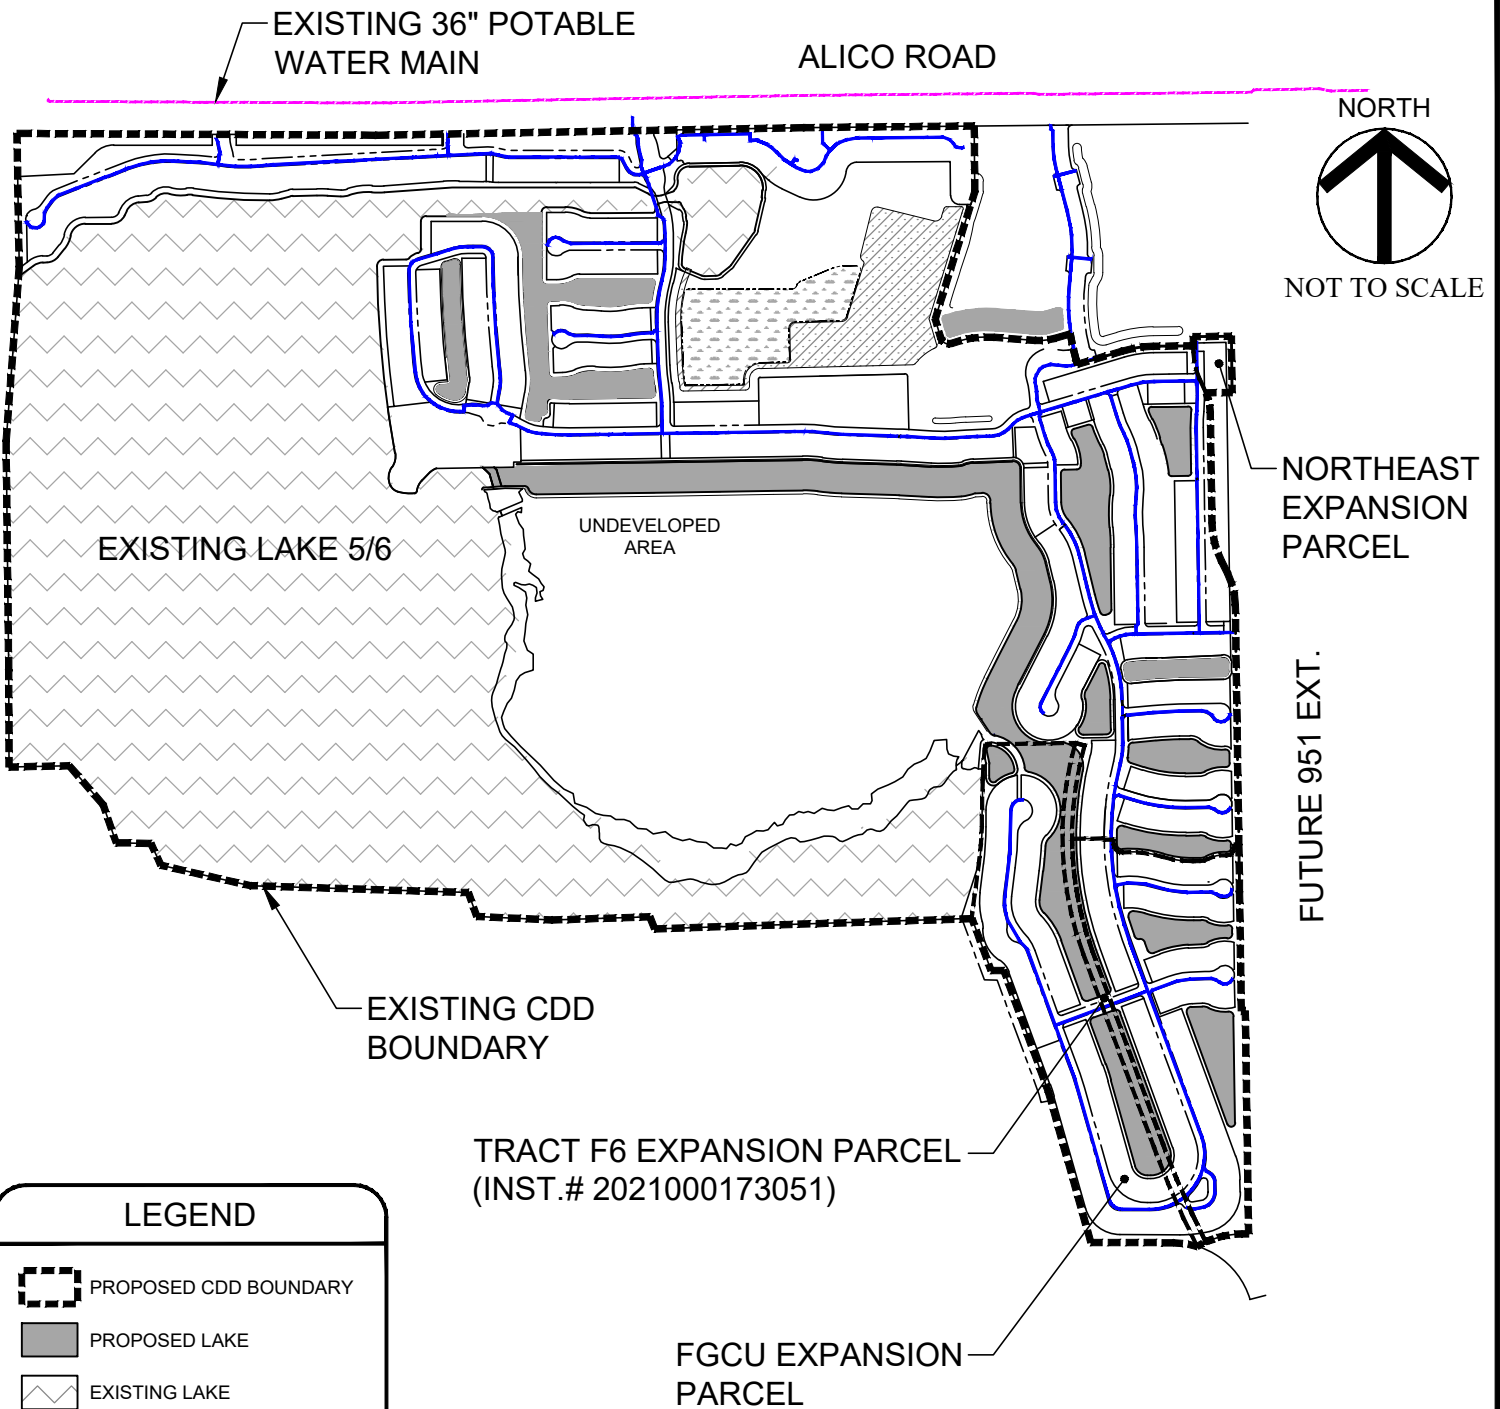 EXISTING 36" POTABLE
WATER MAIN
ALICO ROAD
NORTH
NOT TO SCALE
NORTHEAST
EXPANSION
PARCEL
UNDEVELOPED
AREA
EXISTING LAKE 5/6
FUTURE 951 EXT.
EXISTING CDD
BOUNDARY
TRACT F6 EXPANSION PARCEL
(INST.# 2021000173051)
FGCU EXPANSION
PARCEL
LEGEND
PROPOSED CDD BOUNDARY
PROPOSED LAKE
EXISTING LAKE